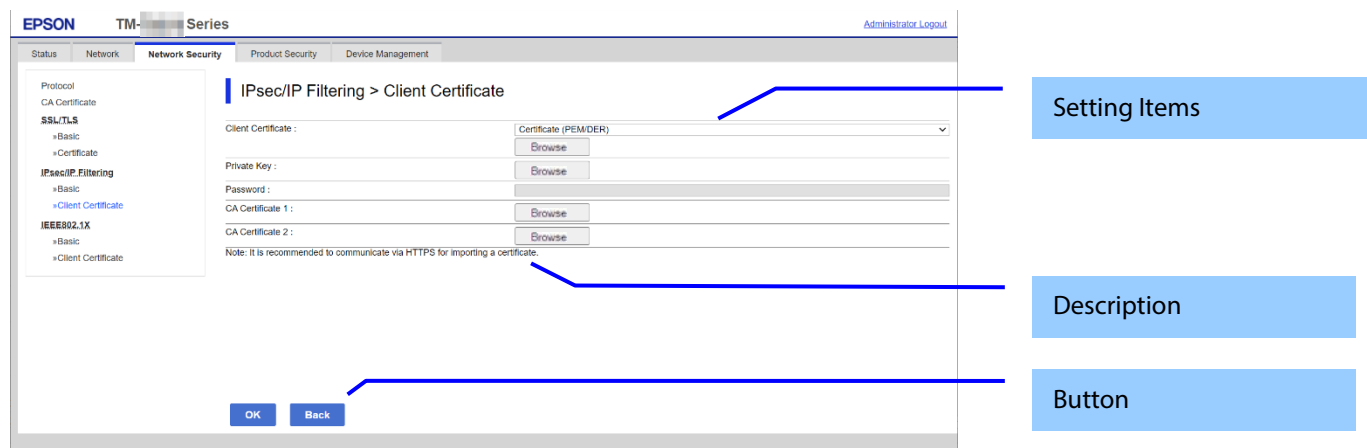 EPSON TM- Series Administrator Logout
Status Network Network Security Product Security Device Management
Protocol
CA Certificate
SSL/TLS
»Basic
»Certificate
IPsec/IP Filtering
»Basic
»Client Certificate
IEEE802.1X
»Basic
»Client Certificate
IPsec/IP Filtering > Client Certificate
Client Certificate : Certificate (PEM/DER)
Browse
Private Key : Browse
Password :
CA Certificate 1 : Browse
CA Certificate 2 : Browse
Note: It is recommended to communicate via HTTPS for importing a certificate.
OK Back
Setting Items
Description
Button